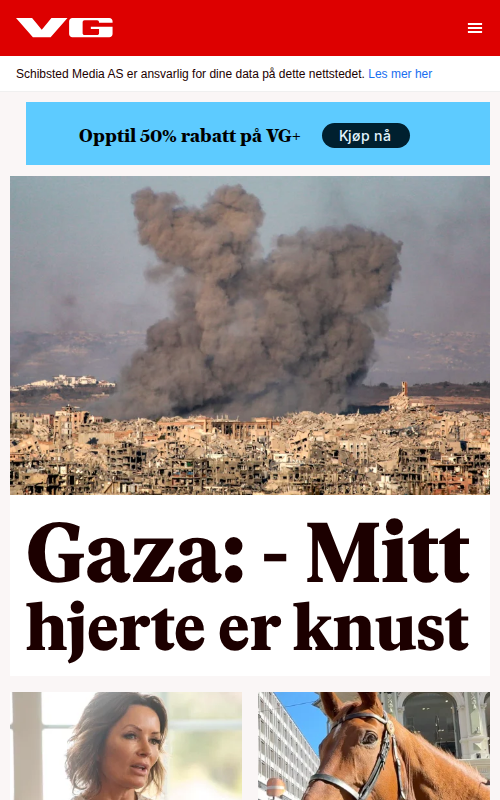 VG
Schibsted Media AS er ansvarlig for dine data på dette nettstedet. Les mer her
Opptil 50% rabatt på VG+ Kjøp nå
Gaza: - Mitt
hjerte er knust